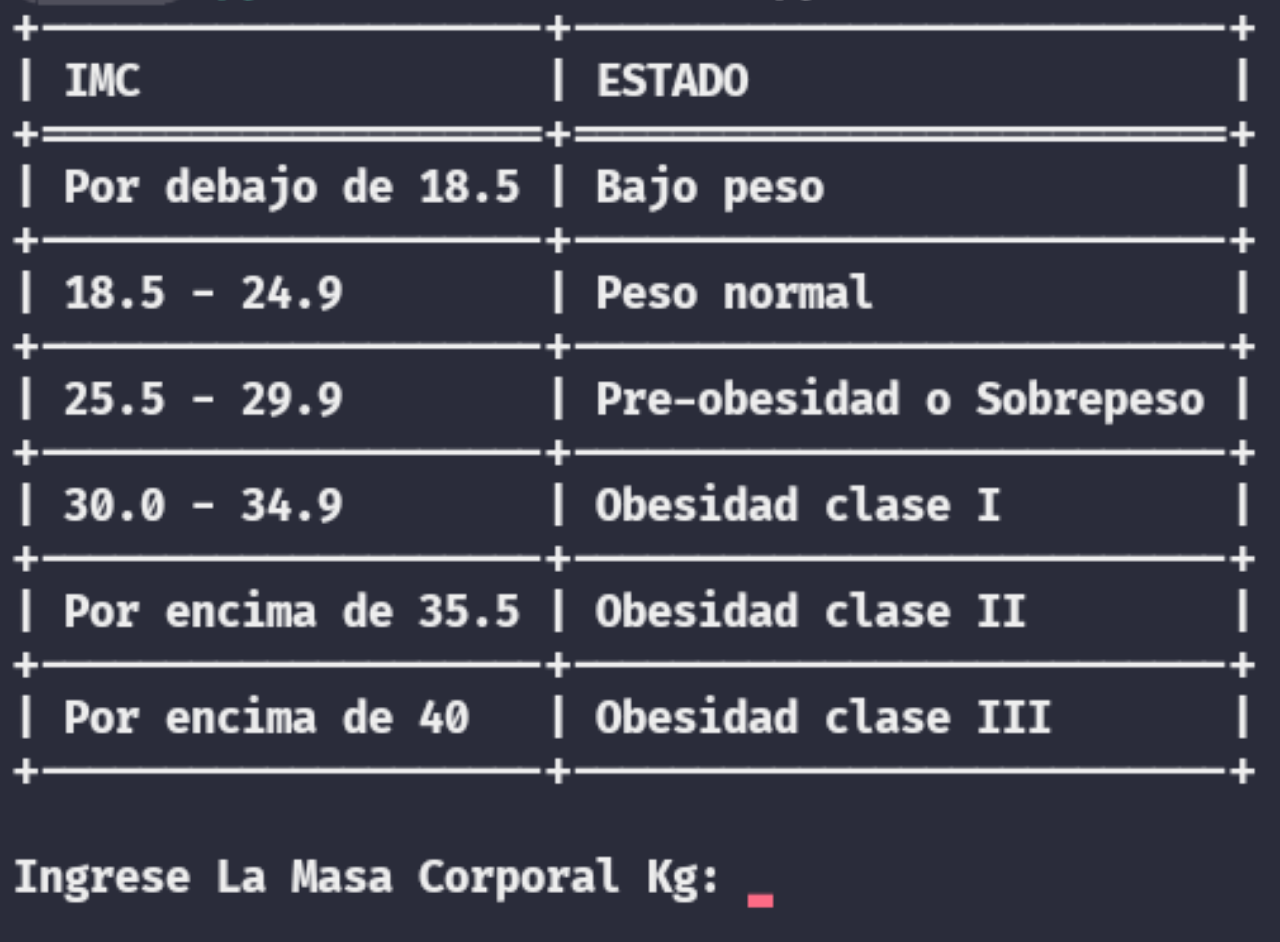 IMC | ESTADO
Por debajo de 18.5 | Bajo peso
18.5 - 24.9 | Peso normal
25.5 - 29.9 | Pre-obesidad o Sobrepeso
30.0 - 34.9 | Obesidad clase I
Por encima de 35.5 | Obesidad clase II
Por encima de 40 | Obesidad clase III
Ingrese La Masa Corporal Kg: